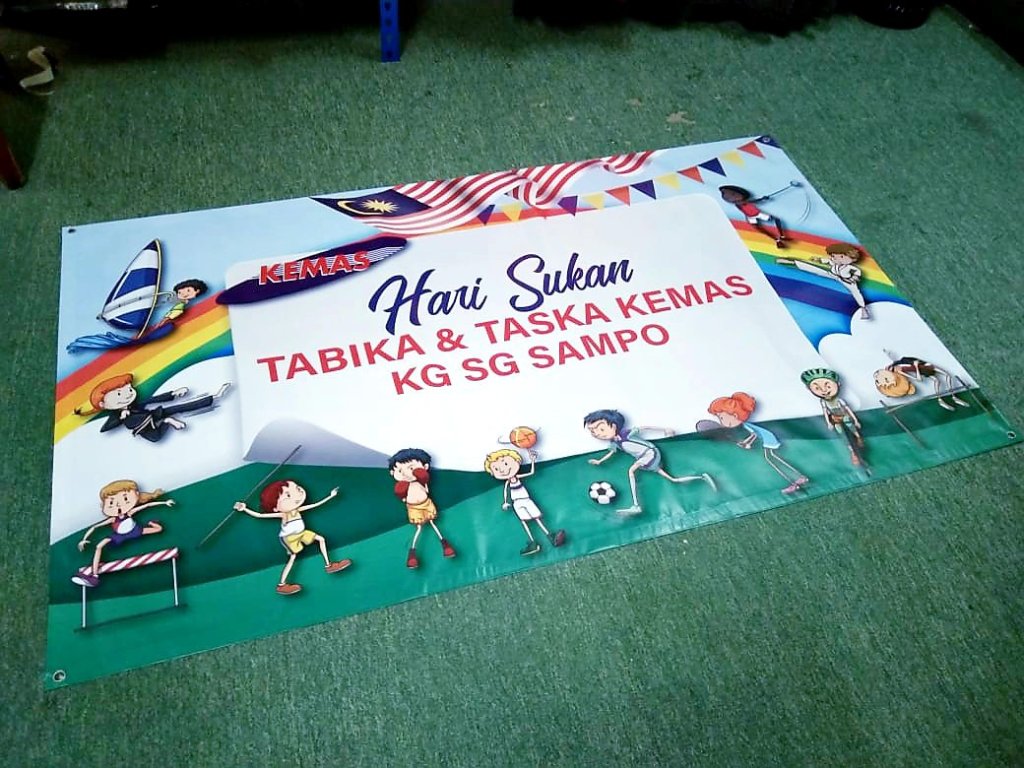 KEMAS
Hari Sukan
TABIKA & TASKA KEMAS
KG SG SAMPO